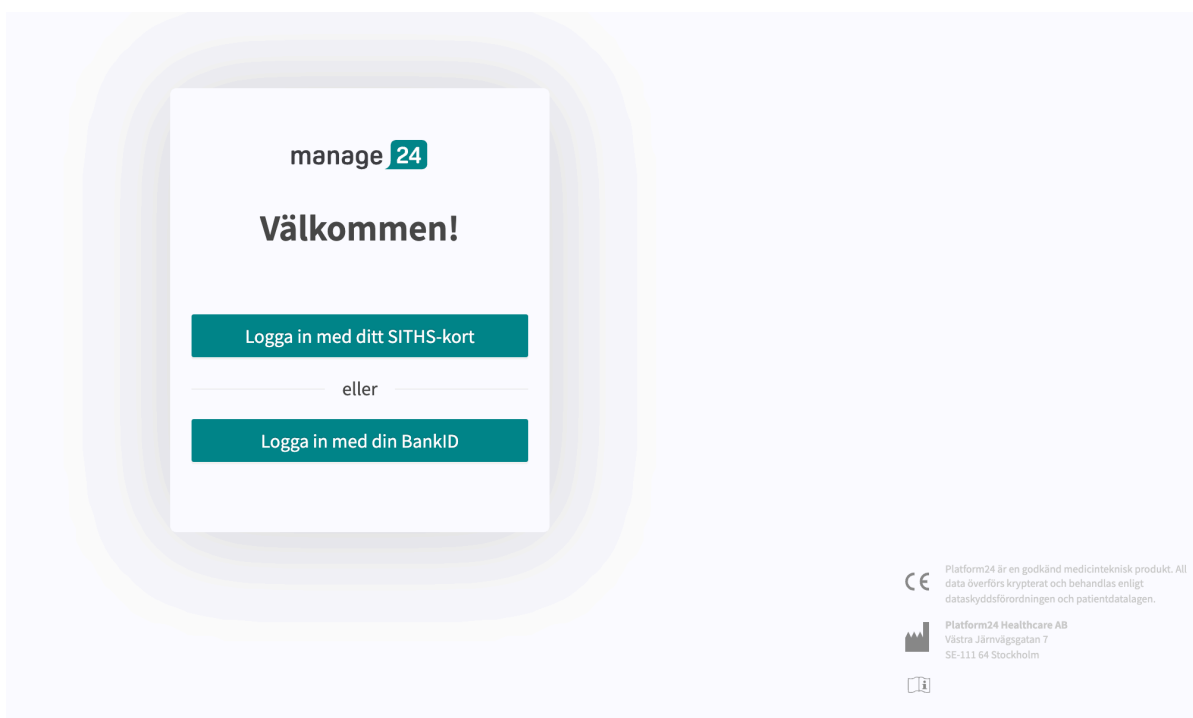 manage 24
Välkommen!
Logga in med ditt SITHS-kort
eller
Logga in med din BankID
CE
Platform24 är en godkänd medicinteknisk produkt. All
data överförs krypterat och behandlas enligt
dataskyddsförordningen och patientdatalagen.
Platform24 Healthcare AB
Västra Järnvägsgatan 7
SE-111 64 Stockholm
i